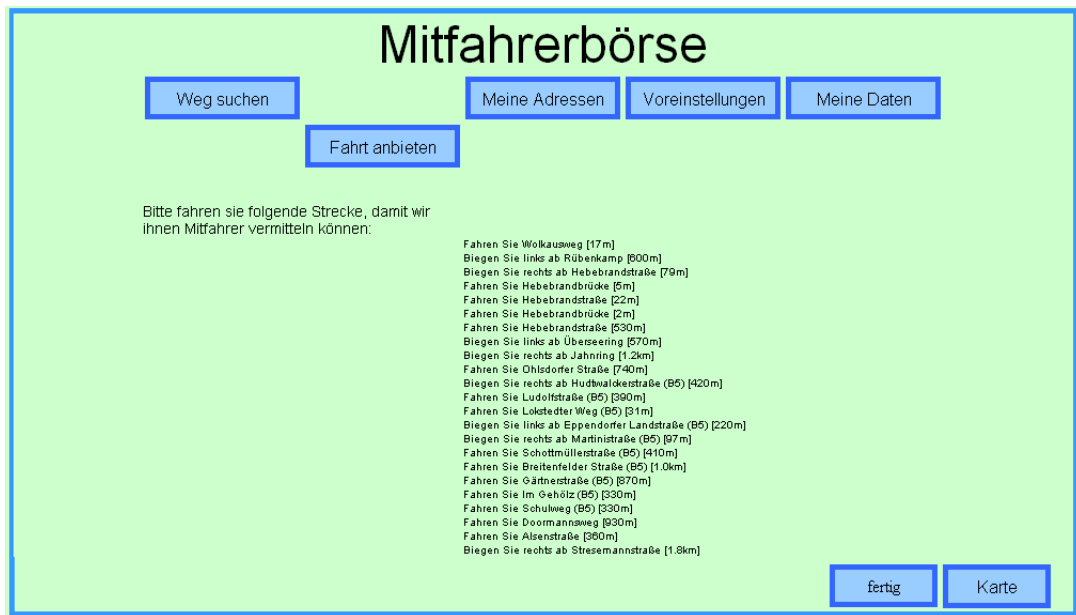 Mitfahrerbörse
Weg suchen
Meine Adressen
Voreinstellungen
Meine Daten
Fahrt anbieten
Bitte fahren sie folgende Strecke, damit wir
ihnen Mitfahrer vermitteln können:
Fahren Sie Wolkausweg [17m]
Biegen Sie links ab Rübenkamp [600m]
Biegen Sie rechts ab Hebebrandstraße [79m]
Fahren Sie Hebebrandbrücke [5m]
Fahren Sie Hebebrandstraße [22m]
Fahren Sie Hebebrandbrücke [2m]
Fahren Sie Hebebrandstraße [530m]
Biegen Sie links ab Überseering [570m]
Biegen Sie rechts ab Jahnring [1.2km]
Fahren Sie Ohlsdorfer Straße [740m]
Biegen Sie rechts ab Hudtwalckerstraße (B5) [420m]
Fahren Sie Ludolfstraße (B5) [390m]
Fahren Sie Lokstedter Weg (B5) [31m]
Biegen Sie links ab Eppendorfer Landstraße (B5) [220m]
Biegen Sie rechts ab Martinistraße (B5) [97m]
Fahren Sie Schottmüllerstraße (B5) [410m]
Fahren Sie Breitenfelder Straße (B5) [1.0km]
Fahren Sie Gärtnerstraße (B5) [870m]
Fahren Sie Im Gehölz (B5) [330m]
Fahren Sie Schulweg (B5) [330m]
Fahren Sie Doormannsweg [930m]
Fahren Sie Alsenstraße [360m]
Biegen Sie rechts ab Stresemannstraße [1.8km]
fertig
Karte